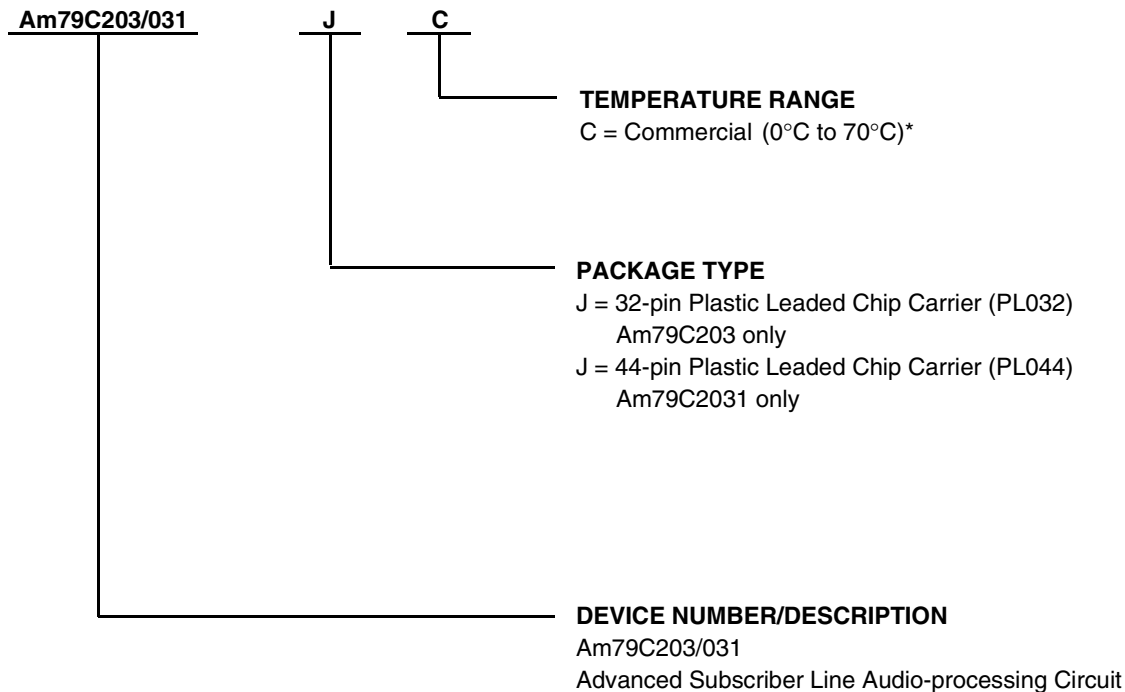 Am79C203/031 J C
TEMPERATURE RANGE
C = Commercial (0°C to 70°C)*
PACKAGE TYPE
J = 32-pin Plastic Leaded Chip Carrier (PL032)
Am79C203 only
J = 44-pin Plastic Leaded Chip Carrier (PL044)
Am79C2031 only
DEVICE NUMBER/DESCRIPTION
Am79C203/031
Advanced Subscriber Line Audio-processing Circuit